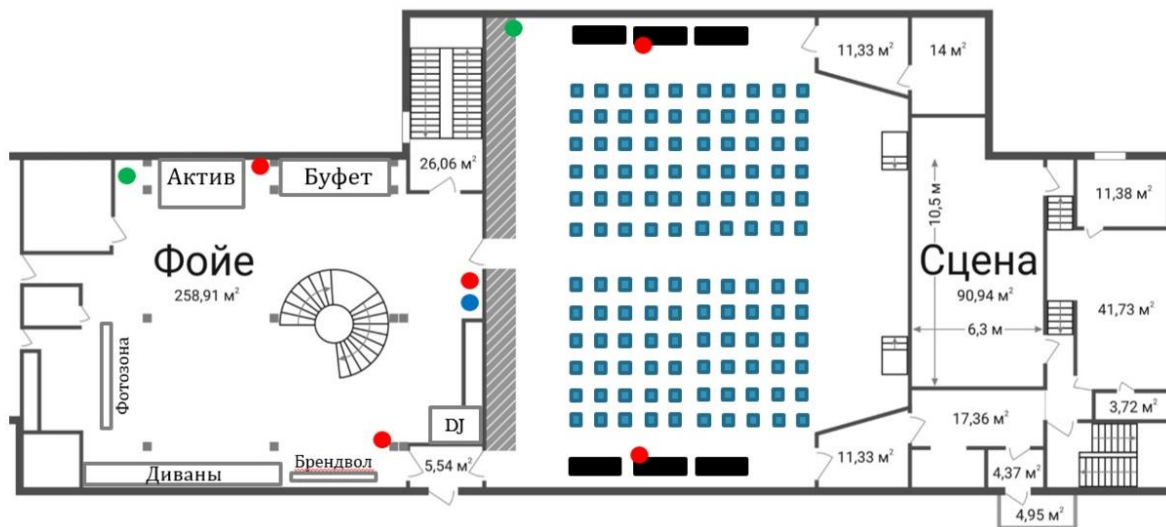 11,33 м²
14 м²
26,06 м²
Актив
Буфет
11,38 м²
10,5 м
Фойе
258,91 м²
Сцена
90,94 м²
41,73 м²
6,3 м
Фотозона
3,72 м²
DJ
17,36 м²
Брендвол
5,54 м²
11,33 м²
4,37 м²
Диваны
4,95 м²